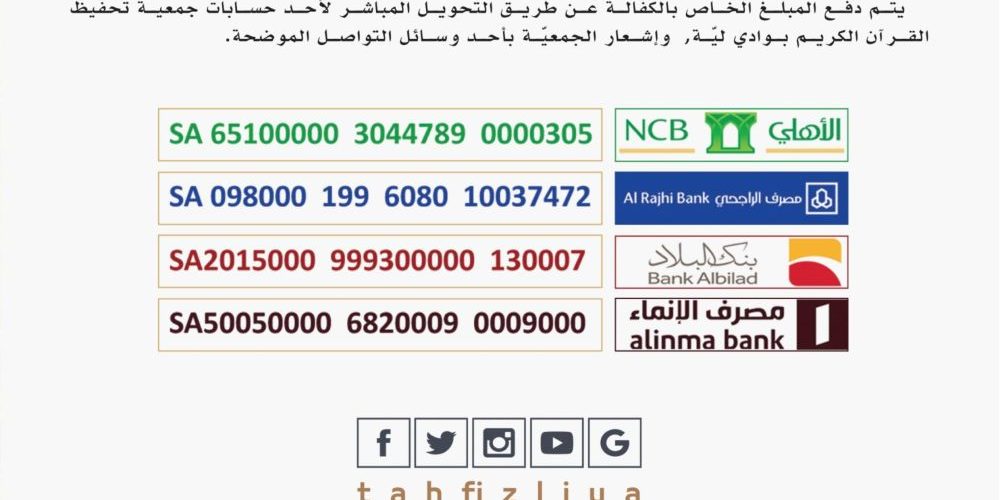 يتم دفع المبلغ الخاص بالكفالة عن طريق التحويل المباشر لأحد حسابات جمعية تحفيظ
القرآن الكريم بوادي ليّة, وإشعار الجمعيّة بأحد وسائل التواصل الموضحة.
SA 65100000 3044789 0000305 NCB الأهلي
SA 098000 199 6080 10037472 Al Rajhi Bank مصرف الراجحي
SA2015000 999300000 130007 بنك البلاد
Bank Albilad
SA50050000 6820009 0009000 مصرف الإنماء
alinma bank
tahfizliya